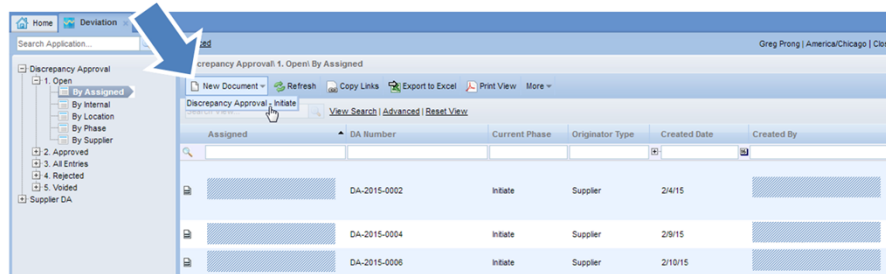 Home Deviation
Search Application...
Greg Prong | America/Chicago | Clo
Discrepancy Approval
1. Open
By Assigned
By Internal
By Location
By Phase
By Supplier
2. Approved
3. All Entries
4. Rejected
5. Voided
Supplier DA
crepancy Approval\ 1. Open\ By Assigned
New Document Refresh Copy Links Export to Excel Print View More
Discrepancy Approval - Initiate
View Search | Advanced | Reset View
Assigned DA Number Current Phase Originator Type Created Date Created By
DA-2015-0002 Initiate Supplier 2/4/15
DA-2015-0004 Initiate Supplier 2/9/15
DA-2015-0006 Initiate Supplier 2/10/15